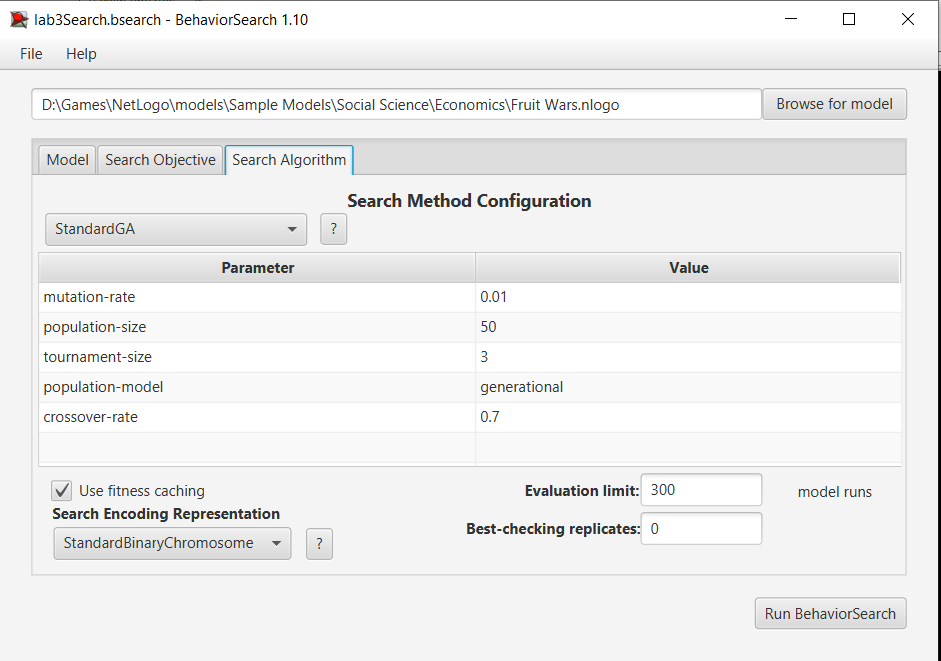 lab3Search.bsearch - BehaviorSearch 1.10
File Help
D:\Games\NetLogo\models\Sample Models\Social Science\Economics\Fruit Wars.nlogo Browse for model
Model Search Objective Search Algorithm
Search Method Configuration
StandardGA ?
Parameter Value
mutation-rate 0.01
population-size 50
tournament-size 3
population-model generational
crossover-rate 0.7
Use fitness caching Evaluation limit: 300 model runs
Search Encoding Representation
Best-checking replicates: 0
StandardBinaryChromosome ?
Run BehaviorSearch